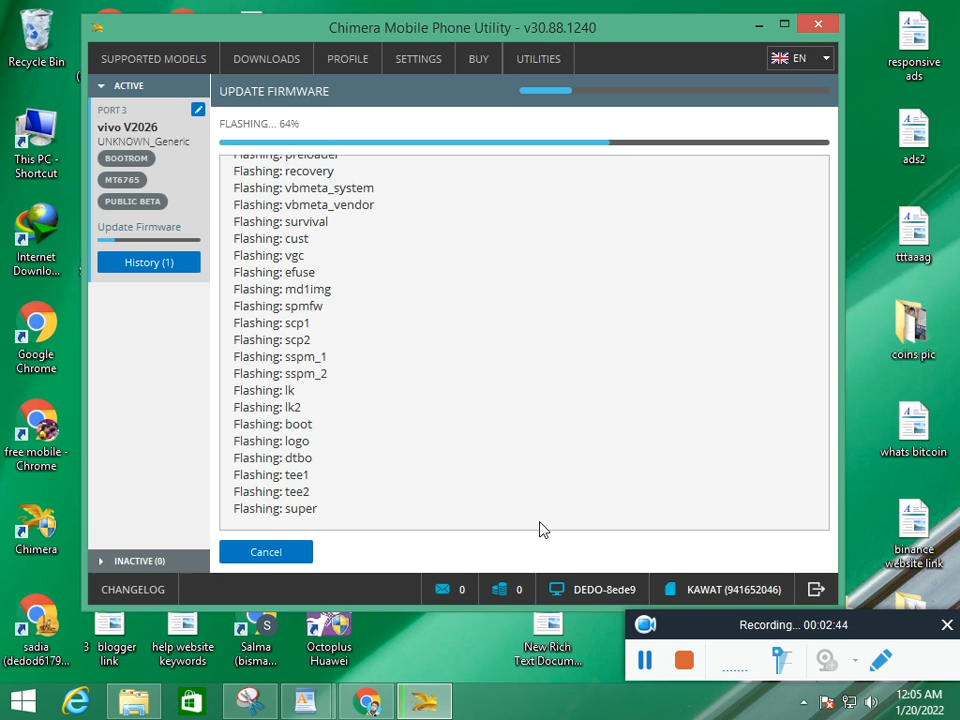 Chimera Mobile Phone Utility - v30.88.1240
SUPPORTED MODELS
DOWNLOADS
PROFILE
SETTINGS
BUY
UTILITIES
EN
ACTIVE
UPDATE FIRMWARE
PORT 3
vivo V2026
UNKNOWN_Generic
BOOTROM
MT6765
PUBLIC BETA
Update Firmware
History (1)
FLASHING... 64%
Flashing: preloader
Flashing: recovery
Flashing: vbmeta_system
Flashing: vbmeta_vendor
Flashing: survival
Flashing: cust
Flashing: vgc
Flashing: efuse
Flashing: md1img
Flashing: spmfw
Flashing: scp1
Flashing: scp2
Flashing: sspm_1
Flashing: sspm_2
Flashing: lk
Flashing: lk2
Flashing: boot
Flashing: logo
Flashing: dtbo
Flashing: tee1
Flashing: tee2
Flashing: super
Cancel
INACTIVE (0)
CHANGELOG
0
0
DEDO-8ede9
KAWAT (941652046)
Recycle Bin
This PC -
Shortcut
Internet
Downlo...
Google
Chrome
free mobile -
Chrome
Chimera
sadia
(dedod6179...
3 blogger
link
help website
keywords
S
Salma
(bisma...
Octoplus
Huawei
New Rich
Text Docum...
responsive
ads
ads2
tttaaag
coins pic
whats bitcoin
binance
website link
Recording... 00:02:44
12:05 AM
1/20/2022